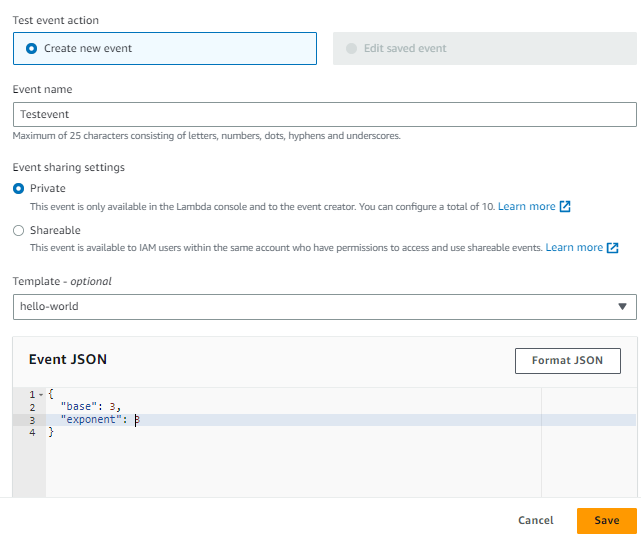 Test event action
Create new event
Edit saved event
Event name
Testevent
Maximum of 25 characters consisting of letters, numbers, dots, hyphens and underscores.
Event sharing settings
Private
This event is only available in the Lambda console and to the event creator. You can configure a total of 10. Learn more
Shareable
This event is available to IAM users within the same account who have permissions to access and use shareable events. Learn more
Template - optional
hello-world
Event JSON
Format JSON
1 {
2 "base": 3,
3 "exponent": 3
4 }
Cancel
Save